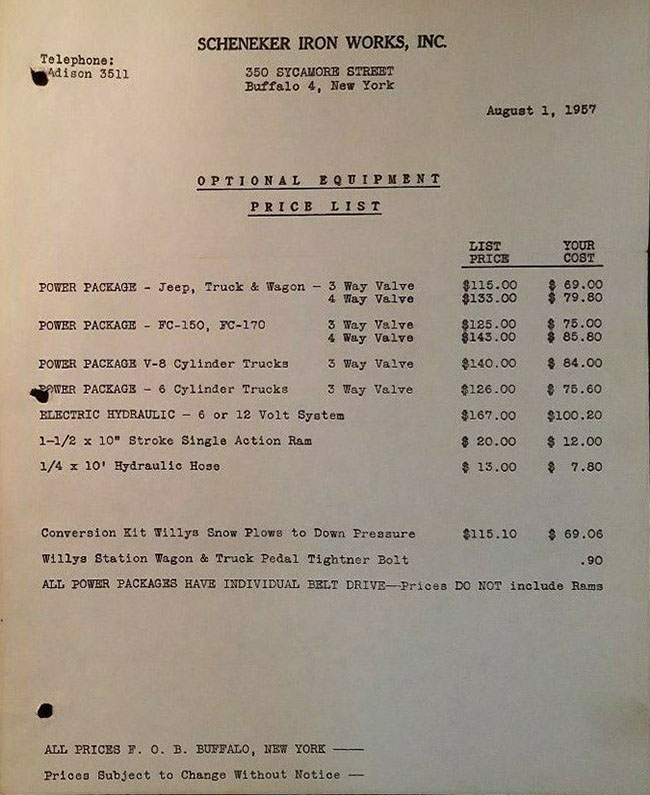 SCHENEKER IRON WORKS, INC.
Telephone:
Adison 3511
350 SYCAMORE STREET
Buffalo 4, New York
August 1, 1957
OPTIONAL EQUIPMENT
PRICE LIST
LIST PRICE YOUR COST
POWER PACKAGE - Jeep, Truck & Wagon - 3 Way Valve $115.00 $ 69.00
4 Way Valve $133.00 $ 79.80
POWER PACKAGE - FC-150, FC-170 3 Way Valve $125.00 $ 75.00
4 Way Valve $143.00 $ 85.80
POWER PACKAGE V-8 Cylinder Trucks 3 Way Valve $140.00 $ 84.00
POWER PACKAGE - 6 Cylinder Trucks 3 Way Valve $126.00 $ 75.60
ELECTRIC HYDRAULIC - 6 or 12 Volt System $167.00 $100.20
1-1/2 x 10" Stroke Single Action Ram $ 20.00 $ 12.00
1/4 x 10' Hydraulic Hose $ 13.00 $ 7.80
Conversion Kit Willys Snow Plows to Down Pressure $115.10 $ 69.06
Willys Station Wagon & Truck Pedal Tightner Bolt .90
ALL POWER PACKAGES HAVE INDIVIDUAL BELT DRIVE--Prices DO NOT include Rams
ALL PRICES F. O. B. BUFFALO, NEW YORK ----
Prices Subject to Change Without Notice --